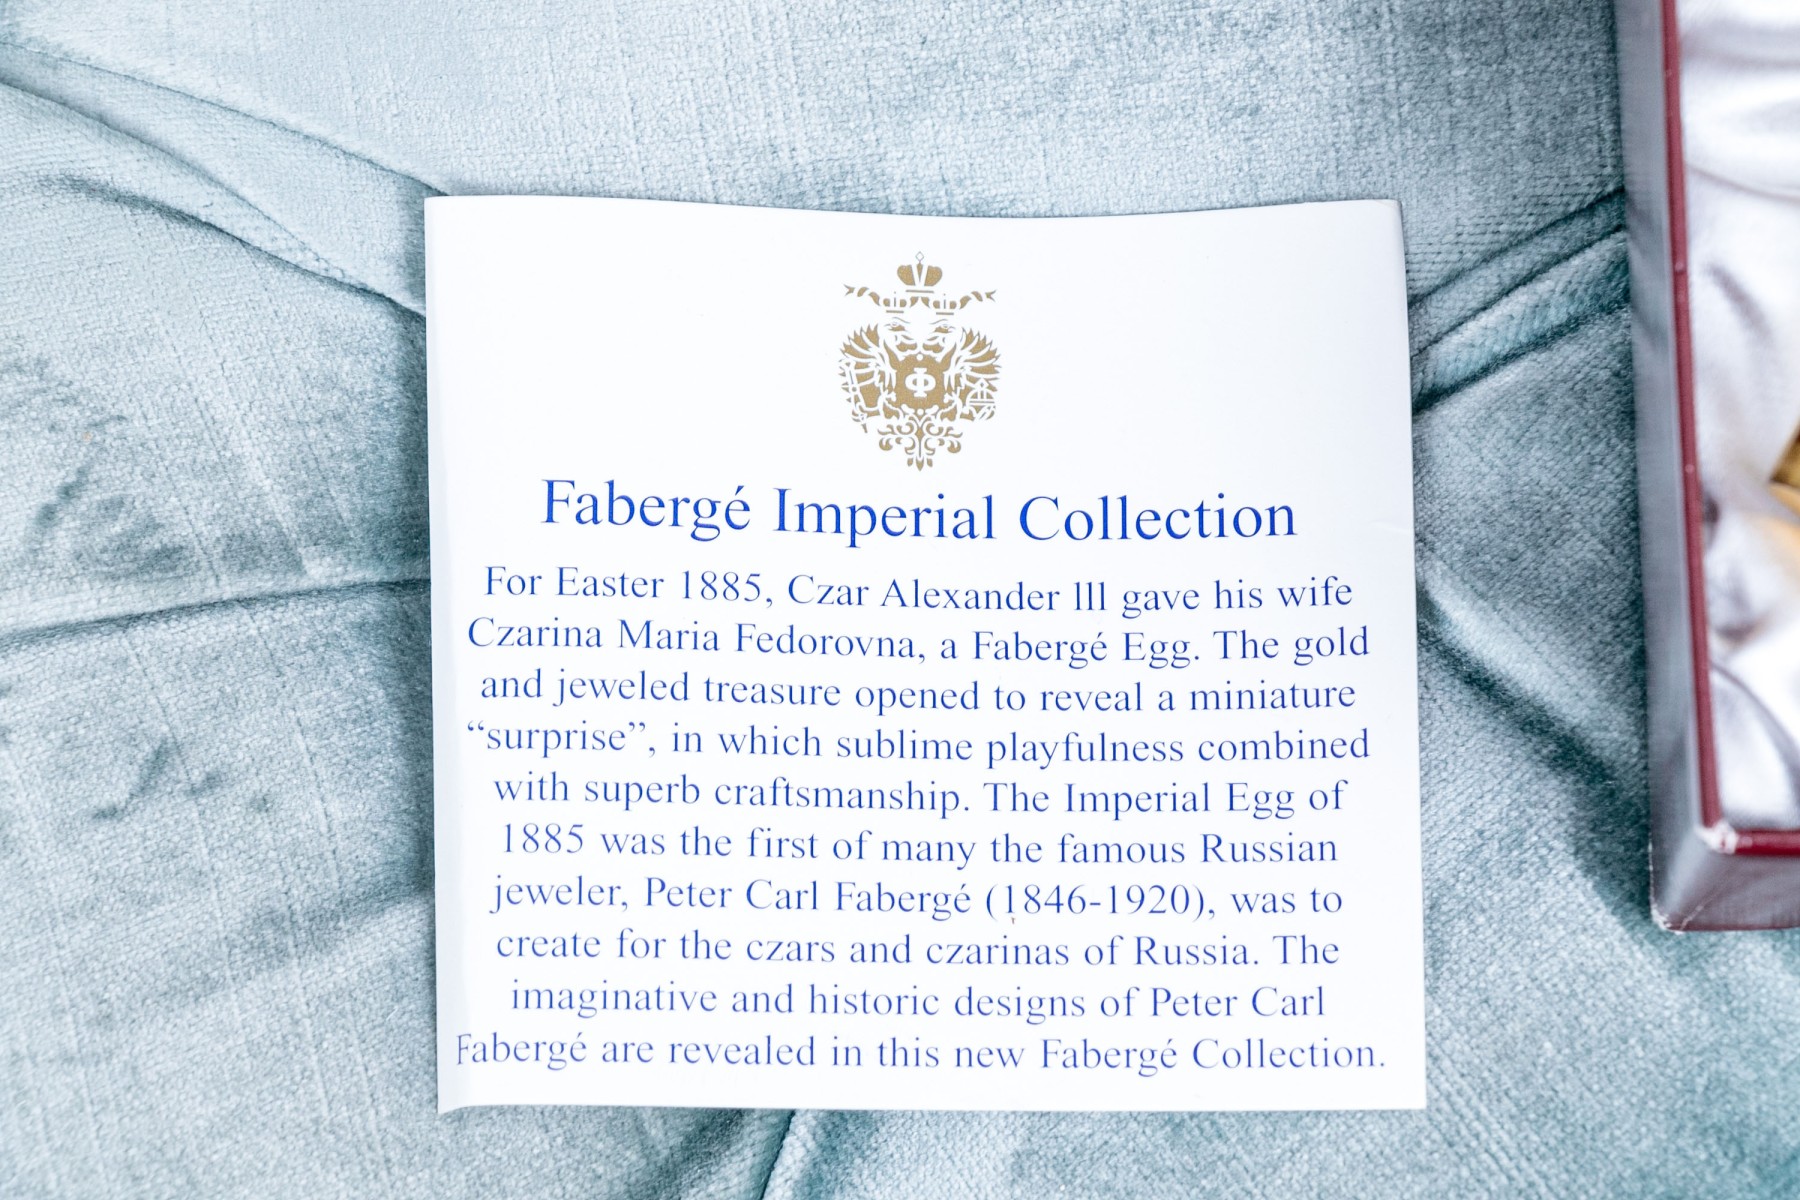 Ф
Fabergé Imperial Collection
For Easter 1885, Czar Alexander lll gave his wife
Czarina Maria Fedorovna, a Fabergé Egg. The gold
and jeweled treasure opened to reveal a miniature
“surprise”, in which sublime playfulness combined
with superb craftsmanship. The Imperial Egg of
1885 was the first of many the famous Russian
jeweler, Peter Carl Fabergé (1846-1920), was to
create for the czars and czarinas of Russia. The
imaginative and historic designs of Peter Carl
Fabergé are revealed in this new Fabergé Collection.